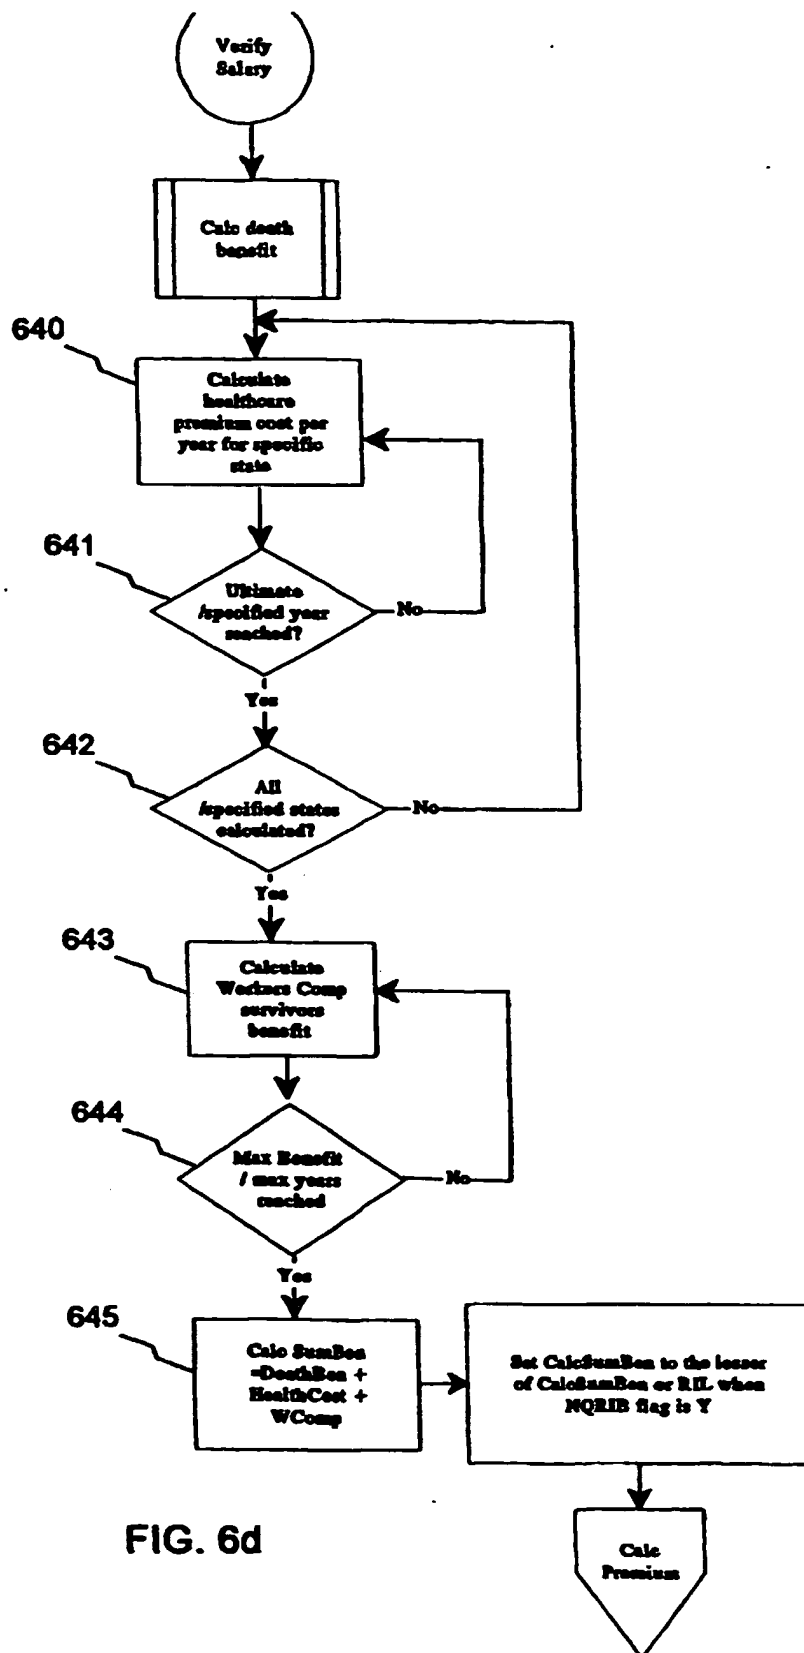 Verify
Salary
Calc death
benefit
640
Calculate
healthcare
premium cost per
year for specific
state
641
Ultimate
/specified year
reached?
No
Yes
642
All
/specified states
calculated?
No
Yes
643
Calculate
Workers Comp
survivors
benefit
644
Max Benefit
/ max years
reached
No
Yes
645
Calc SumBen
=DeathBen +
HealthCost +
WComp
Set CalcSumBen to the lesser
of CalcSumBen or RIL when
NQRIB flag is Y
Calc
Premium
FIG. 6d